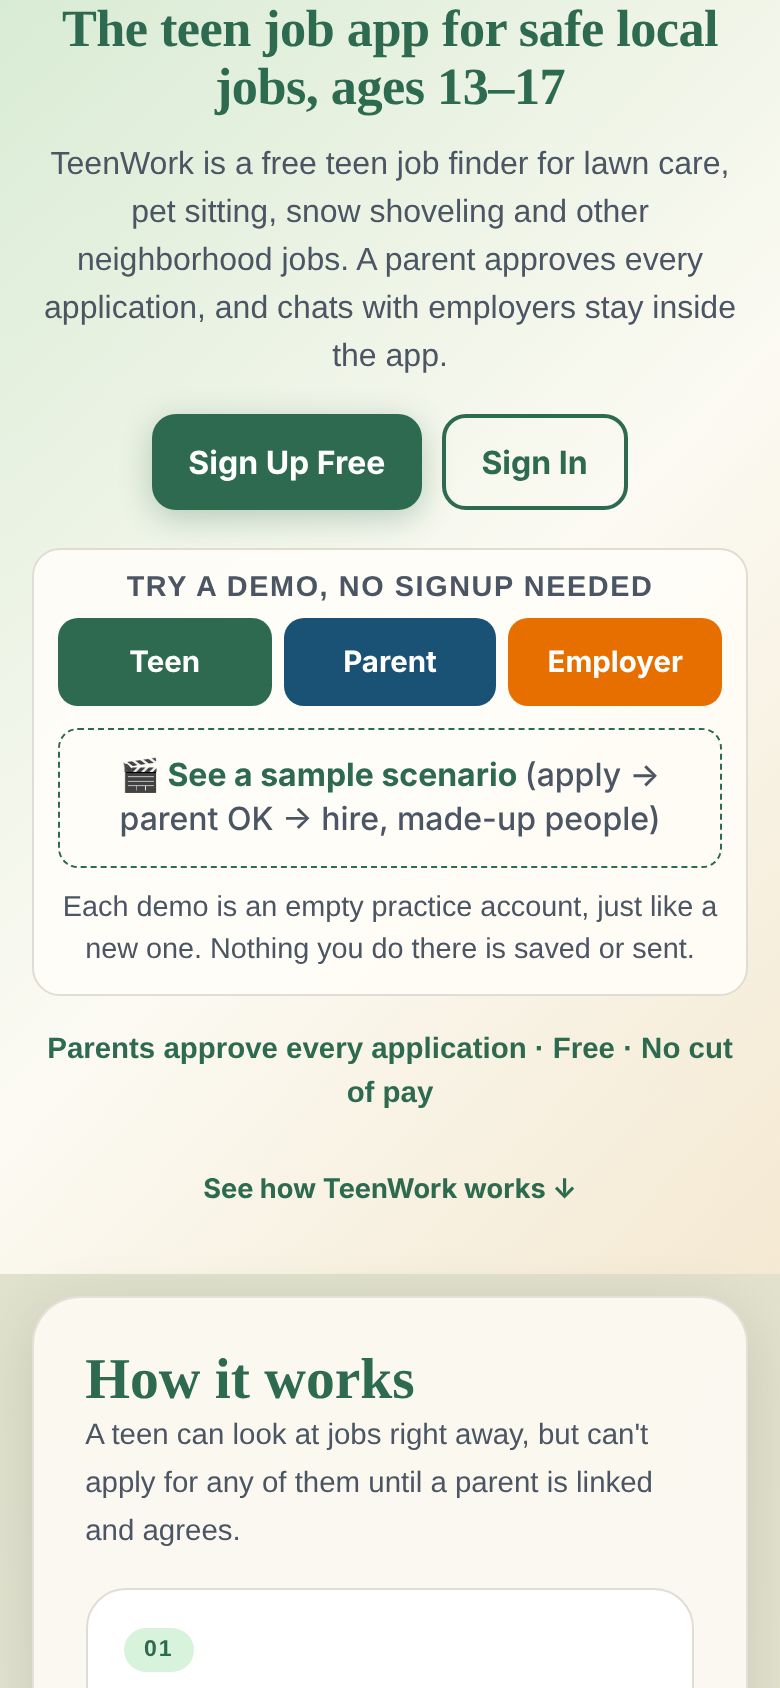 The teen job app for safe local
jobs, ages 13–17
TeenWork is a free teen job finder for lawn care,
pet sitting, snow shoveling and other
neighborhood jobs. A parent approves every
application, and chats with employers stay inside
the app.
Sign Up Free
Sign In
TRY A DEMO, NO SIGNUP NEEDED
Teen
Parent
Employer
🎬 See a sample scenario (apply →
parent OK → hire, made-up people)
Each demo is an empty practice account, just like a
new one. Nothing you do there is saved or sent.
Parents approve every application · Free · No cut
of pay
See how TeenWork works ↓
How it works
A teen can look at jobs right away, but can't
apply for any of them until a parent is linked
and agrees.
01